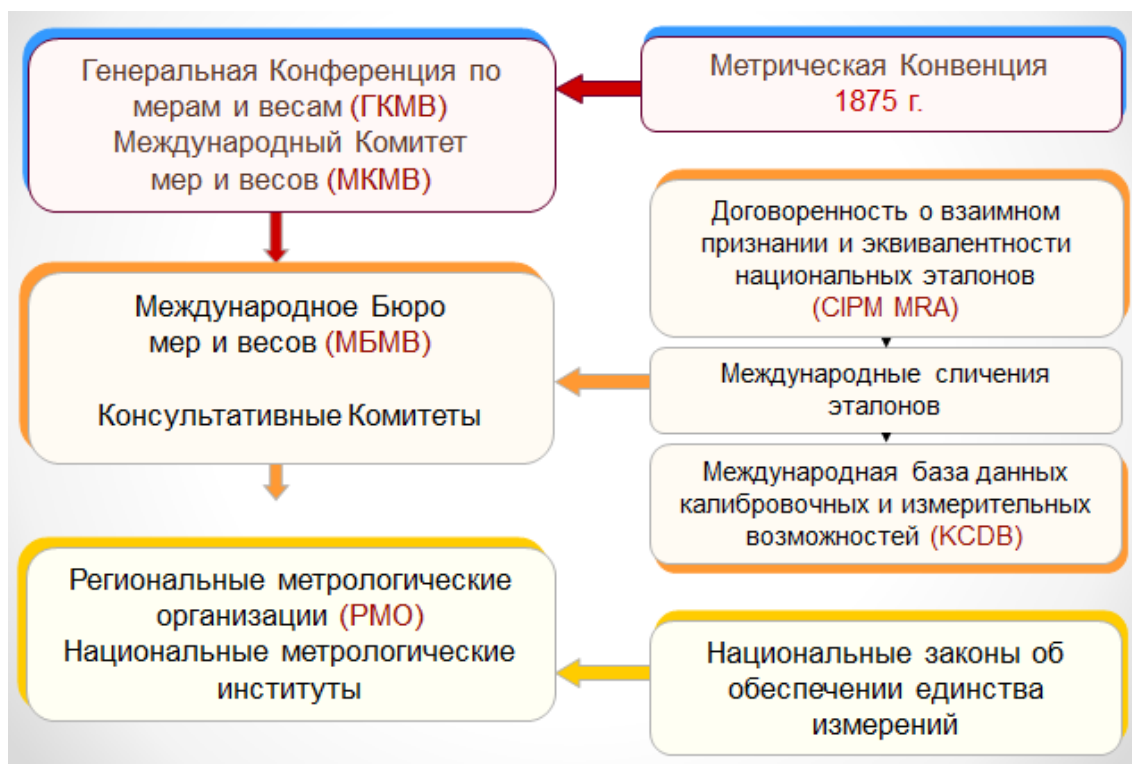 Генеральная Конференция по
мерам и весам (ГКМВ)
Международный Комитет
мер и весов (МКМВ)
Метрическая Конвенция
1875 г.
Договоренность о взаимном
признании и эквивалентности
национальных эталонов
(CIPM MRA)
Международное Бюро
мер и весов (МБМВ)
Консультативные Комитеты
Международные сличения
эталонов
Международная база данных
калибровочных и измерительных
возможностей (KCDB)
Региональные метрологические
организации (РМО)
Национальные метрологические
институты
Национальные законы об
обеспечении единства
измерений